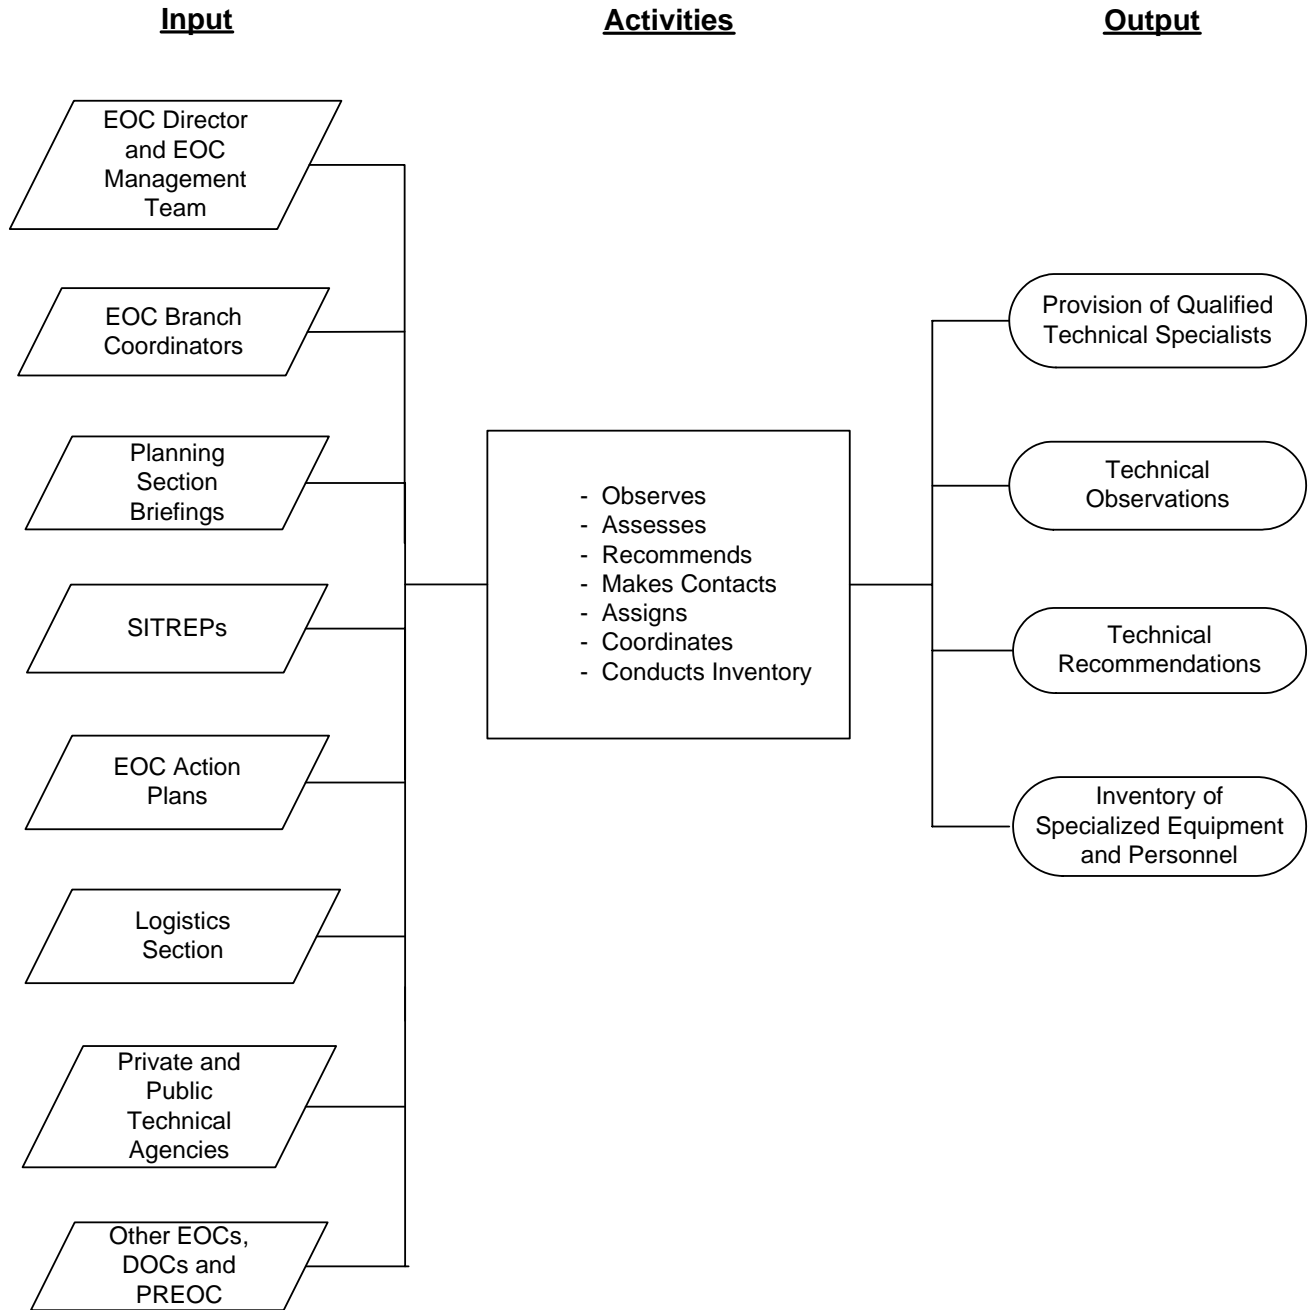 Input
Activities
Output
EOC Director
and EOC
Management
Team
EOC Branch
Coordinators
Planning
Section
Briefings
SITREPs
EOC Action
Plans
Logistics
Section
Private and
Public
Technical
Agencies
Other EOCs,
DOCs and
PREOC
- Observes
- Assesses
- Recommends
- Makes Contacts
- Assigns
- Coordinates
- Conducts Inventory
Provision of Qualified
Technical Specialists
Technical
Observations
Technical
Recommendations
Inventory of
Specialized Equipment
and Personnel